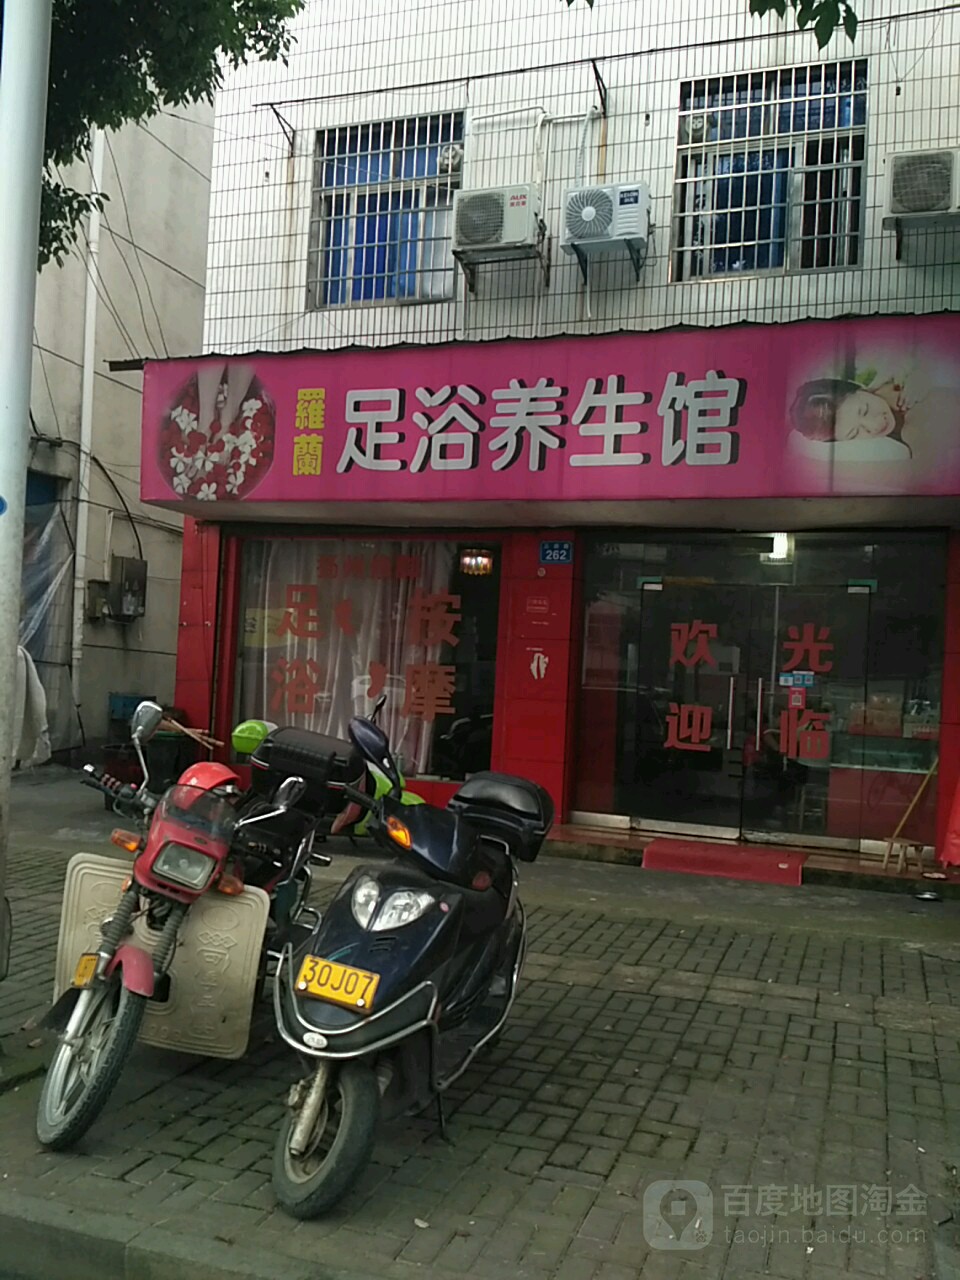 AUX
羅蘭
足浴养生馆
262
足 按
浴 摩
欢 光
迎 临
30J07
百度地图淘金
taojin.baidu.com